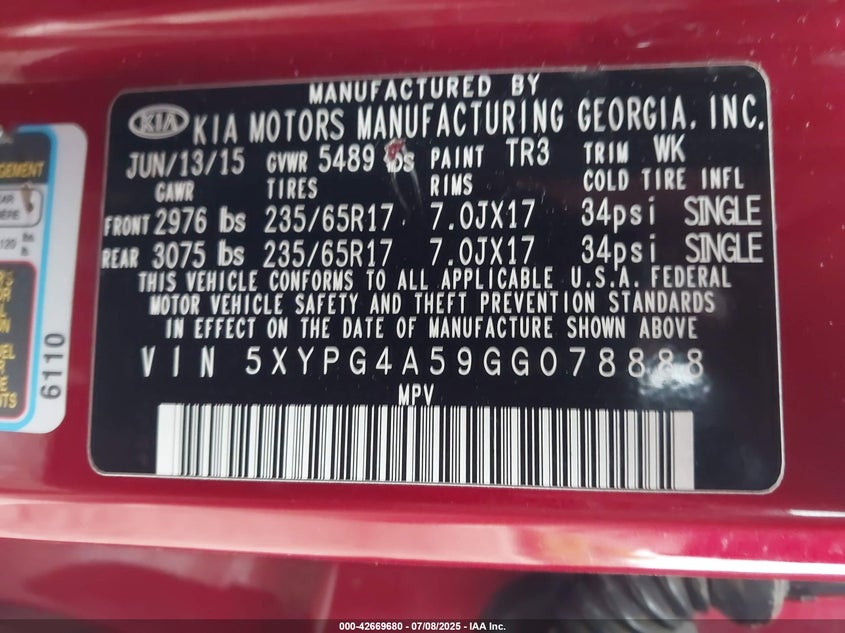 MANUFACTURED BY
KIA KIA MOTORS MANUFACTURING GEORGIA, INC.
JUN/13/15 GVWR 5489 lbs PAINT TR3 TRIM WK
GAWR TIRES RIMS COLD TIRE INFL
FRONT 2976 lbs 235/65R17 7.0JX17 34psi SINGLE
REAR 3075 lbs 235/65R17 7.0JX17 34psi SINGLE
THIS VEHICLE CONFORMS TO ALL APPLICABLE U.S.A. FEDERAL
MOTOR VEHICLE SAFETY AND THEFT PREVENTION STANDARDS
IN EFFECT ON THE DATE OF MANUFACTURE SHOWN ABOVE
VIN 5XYPG4A59GG078888
MPV
6110
000-42669680 - 07/08/2025 - IAA Inc.